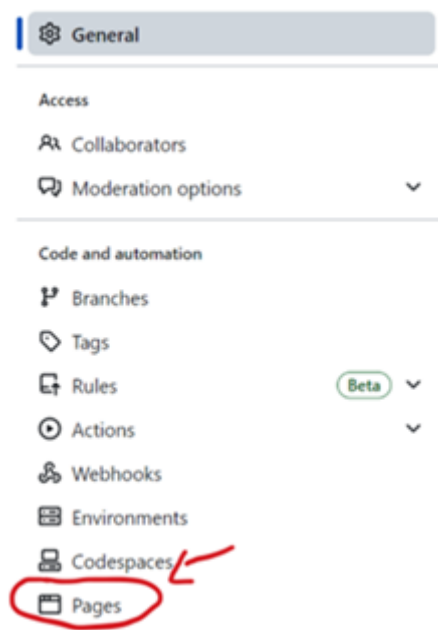 General
Access
Collaborators
Moderation options
Code and automation
Branches
Tags
Rules Beta
Actions
Webhooks
Environments
Codespaces
Pages